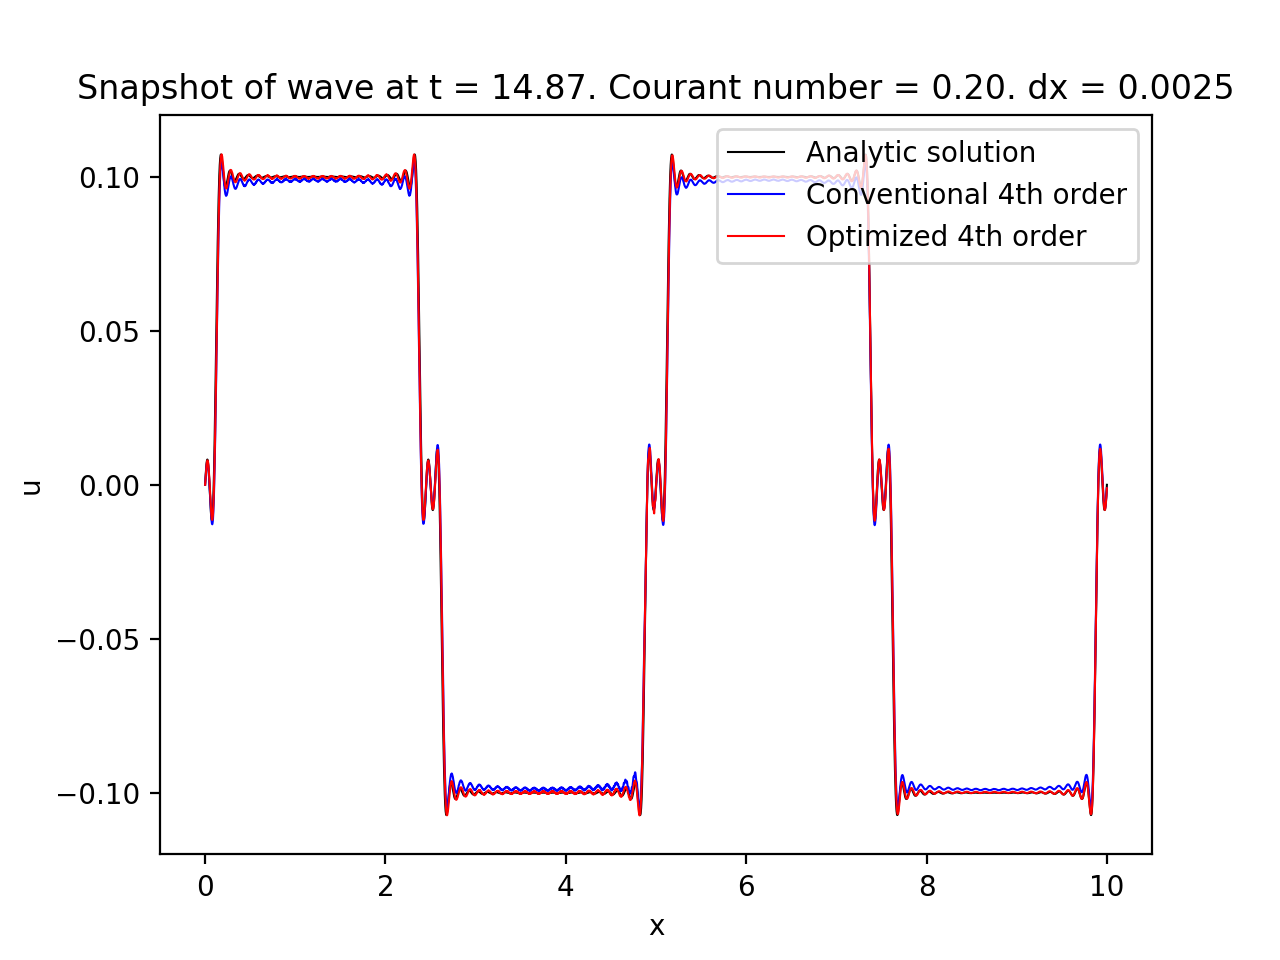 Snapshot of wave at t = 14.87. Courant number = 0.20. dx = 0.0025
Analytic solution
Conventional 4th order
Optimized 4th order
0.10
0.05
0.00
−0.05
−0.10
u
0 2 4 6 8 10
x